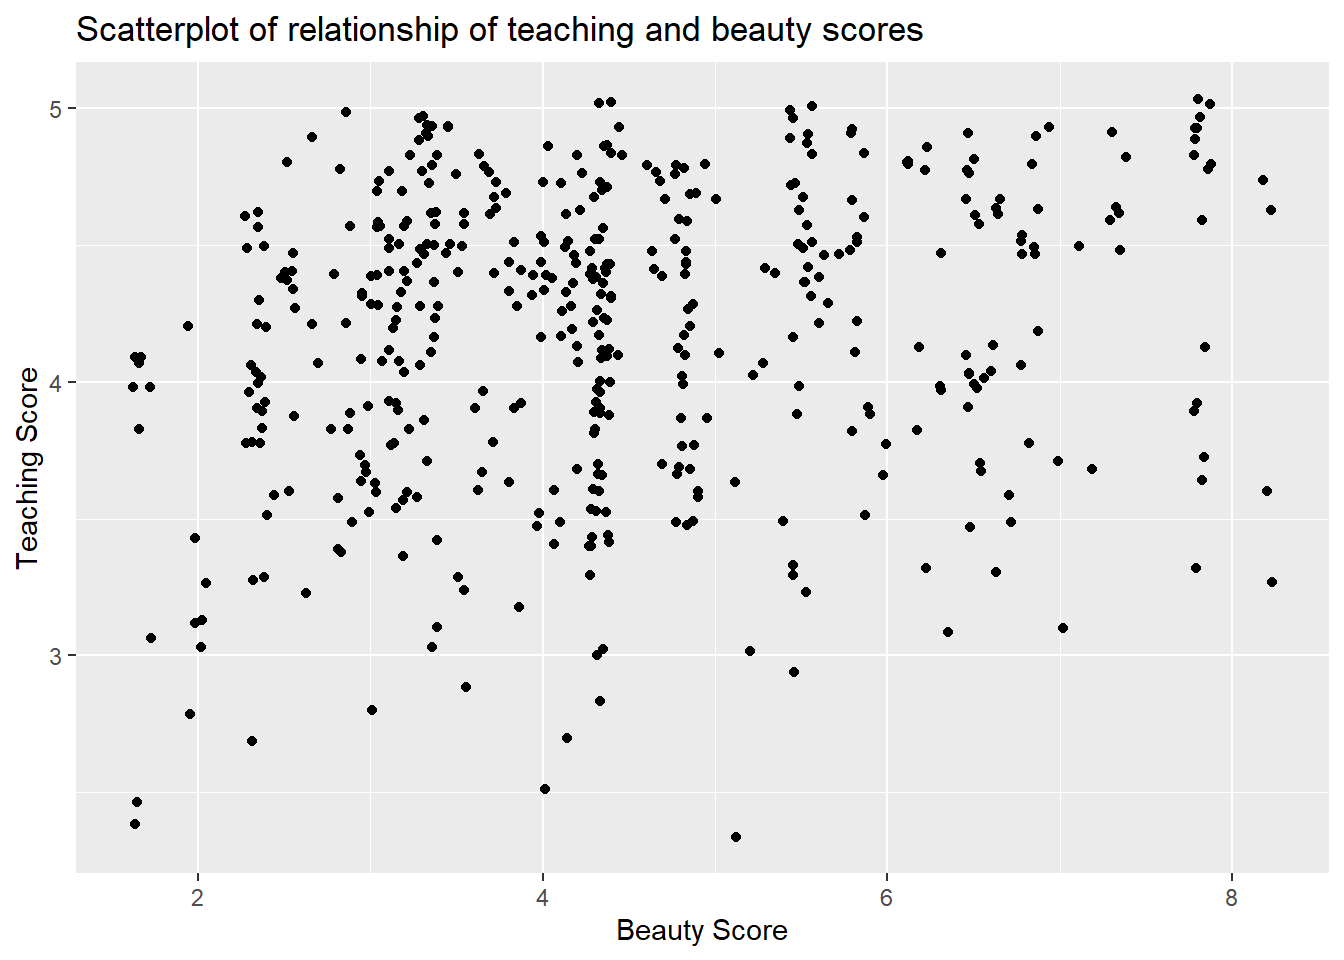 Scatterplot of relationship of teaching and beauty scores
5
4
3
Teaching Score
2 4 6 8
Beauty Score